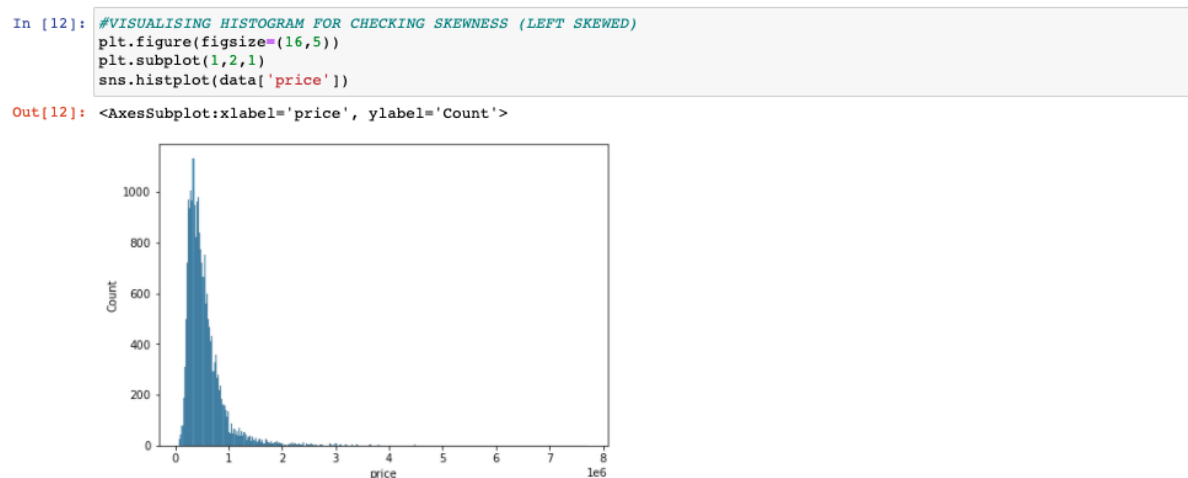 In [12]: #VISUALISING HISTOGRAM FOR CHECKING SKEWNESS (LEFT SKEWED)
plt.figure(figsize=(16,5))
plt.subplot(1,2,1)
sns.histplot(data['price'])
Out[12]: <AxesSubplot:xlabel='price', ylabel='Count'>
1000
800
600
400
200
0
Count
0 1 2 3 4 5 6 7 8
1e6
price